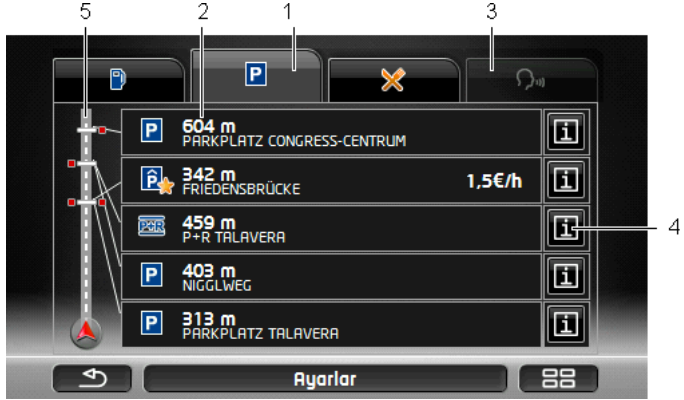 5 2 1 3
P
P 604 m
PARKPLATZ CONGRESS-CENTRUM
i
P 342 m
FRIEDENSBRÜCKE
1,5€/h
i
P+R 459 m
P+R TALAVERA
i
4
P 403 m
NIGGLWEG
i
P 313 m
PARKPLATZ TALAVERA
i
Ayarlar